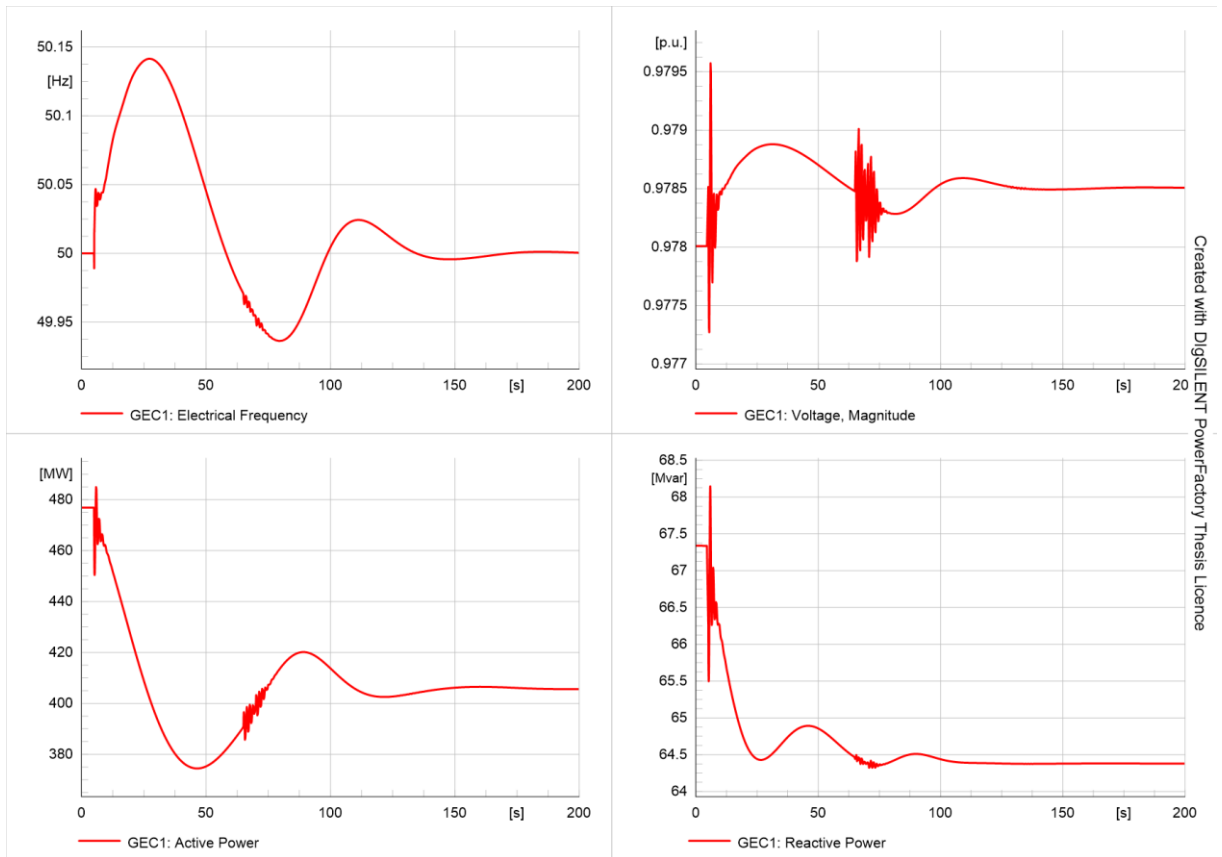 50.15
[Hz]
50.1
50.05
50
49.95
0 50 100 150 [s] 200
GEC1: Electrical Frequency
[p.u.]
0.9795
0.979
0.9785
0.978
0.9775
0.977
0 50 100 150 [s] 200
GEC1: Voltage, Magnitude
[MW]
480
460
440
420
400
380
0 50 100 150 [s] 200
GEC1: Active Power
68.5
[Mvar]
68
67.5
67
66.5
66
65.5
65
64.5
64
0 50 100 150 [s] 200
GEC1: Reactive Power
Created with DIgSILENT PowerFactory Thesis Licence